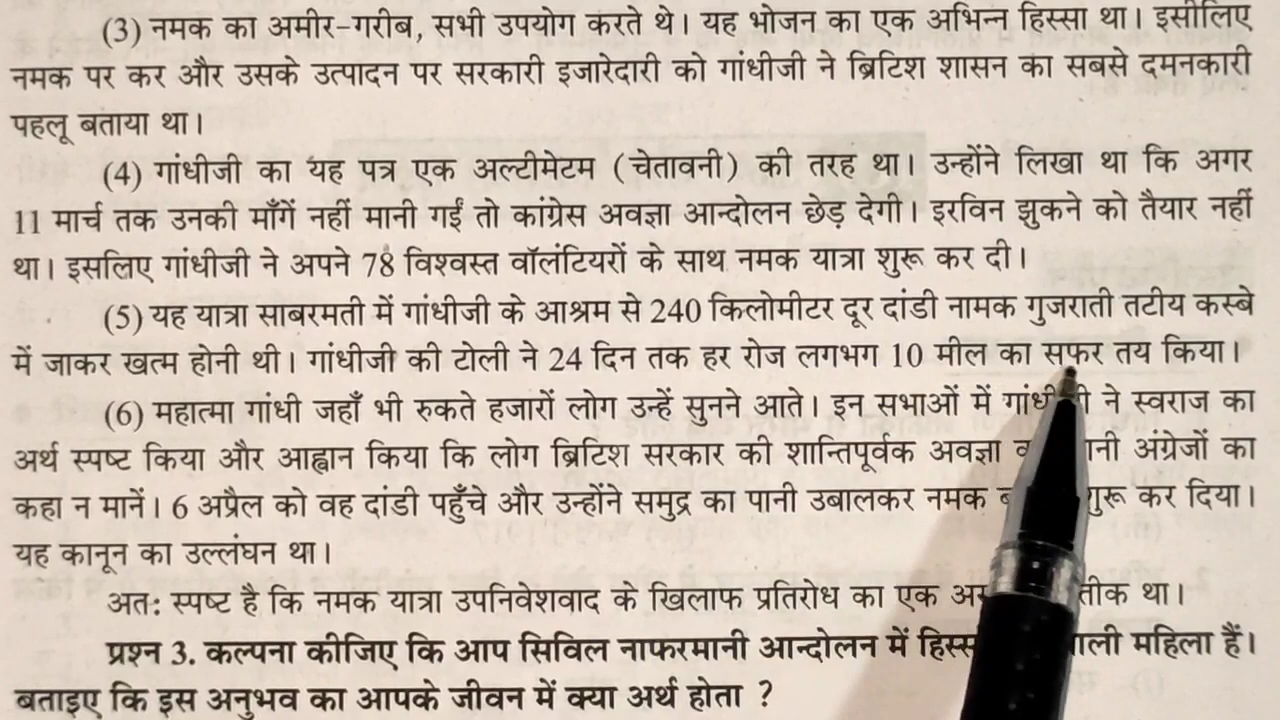 (3) नमक का अमीर-गरीब, सभी उपयोग करते थे। यह भोजन का एक अभिन्न हिस्सा था। इसीलिए
नमक पर कर और उसके उत्पादन पर सरकारी इजारेदारी को गांधीजी ने ब्रिटिश शासन का सबसे दमनकारी
पहलू बताया था।
(4) गांधीजी का यह पत्र एक अल्टीमेटम (चेतावनी) की तरह था। उन्होंने लिखा था कि अगर
11 मार्च तक उनकी माँगें नहीं मानी गईं तो कांग्रेस अवज्ञा आन्दोलन छेड़ देगी। इरविन झुकने को तैयार नहीं
था। इसलिए गांधीजी ने अपने 78 विश्वस्त वॉलंटियरों के साथ नमक यात्रा शुरू कर दी।
(5) यह यात्रा साबरमती में गांधीजी के आश्रम से 240 किलोमीटर दूर दांडी नामक गुजराती तटीय कस्बे
में जाकर खत्म होनी थी। गांधीजी की टोली ने 24 दिन तक हर रोज लगभग 10 मील का सफर तय किया।
(6) महात्मा गांधी जहाँ भी रुकते हजारों लोग उन्हें सुनने आते। इन सभाओं में ने स्वराज का
अर्थ स्पष्ट किया और आह्वान किया कि लोग ब्रिटिश सरकार की शान्तिपूर्वक अवज्ञा अंग्रेजों का
कहा न मानें। 6 अप्रैल को वह दांडी पहुँचे और उन्होंने समुद्र का पानी उबालकर नमक कर दिया।
यह कानून का उल्लंघन था।
अतः स्पष्ट है कि नमक यात्रा उपनिवेशवाद के खिलाफ प्रतिरोध का एक था।
प्रश्न 3. कल्पना कीजिए कि आप सिविल नाफरमानी आन्दोलन में महिला हैं।
बताइए कि इस अनुभव का आपके जीवन में क्या अर्थ होता ?